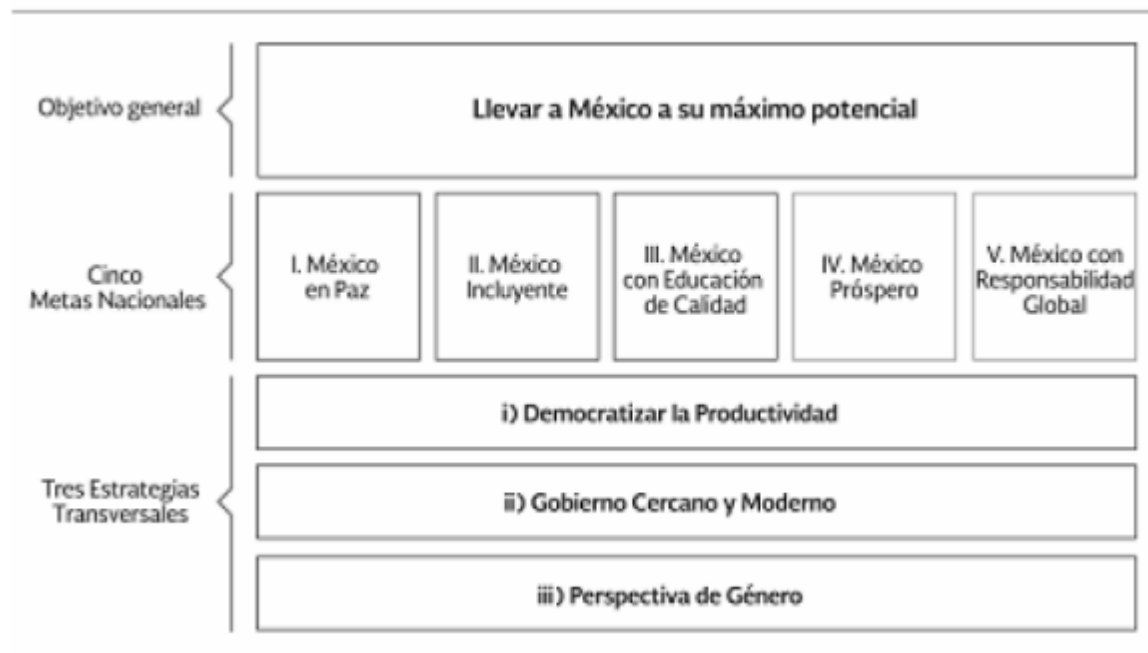 Objetivo general
Llevar a México a su máximo potencial
Cinco
Metas Nacionales
I. México
en Paz
II. México
Incluyente
III. México
con Educación
de Calidad
IV. México
Próspero
V. México con
Responsabilidad
Global
Tres Estrategias
Transversales
i) Democratizar la Productividad
ii) Gobierno Cercano y Moderno
iii) Perspectiva de Género